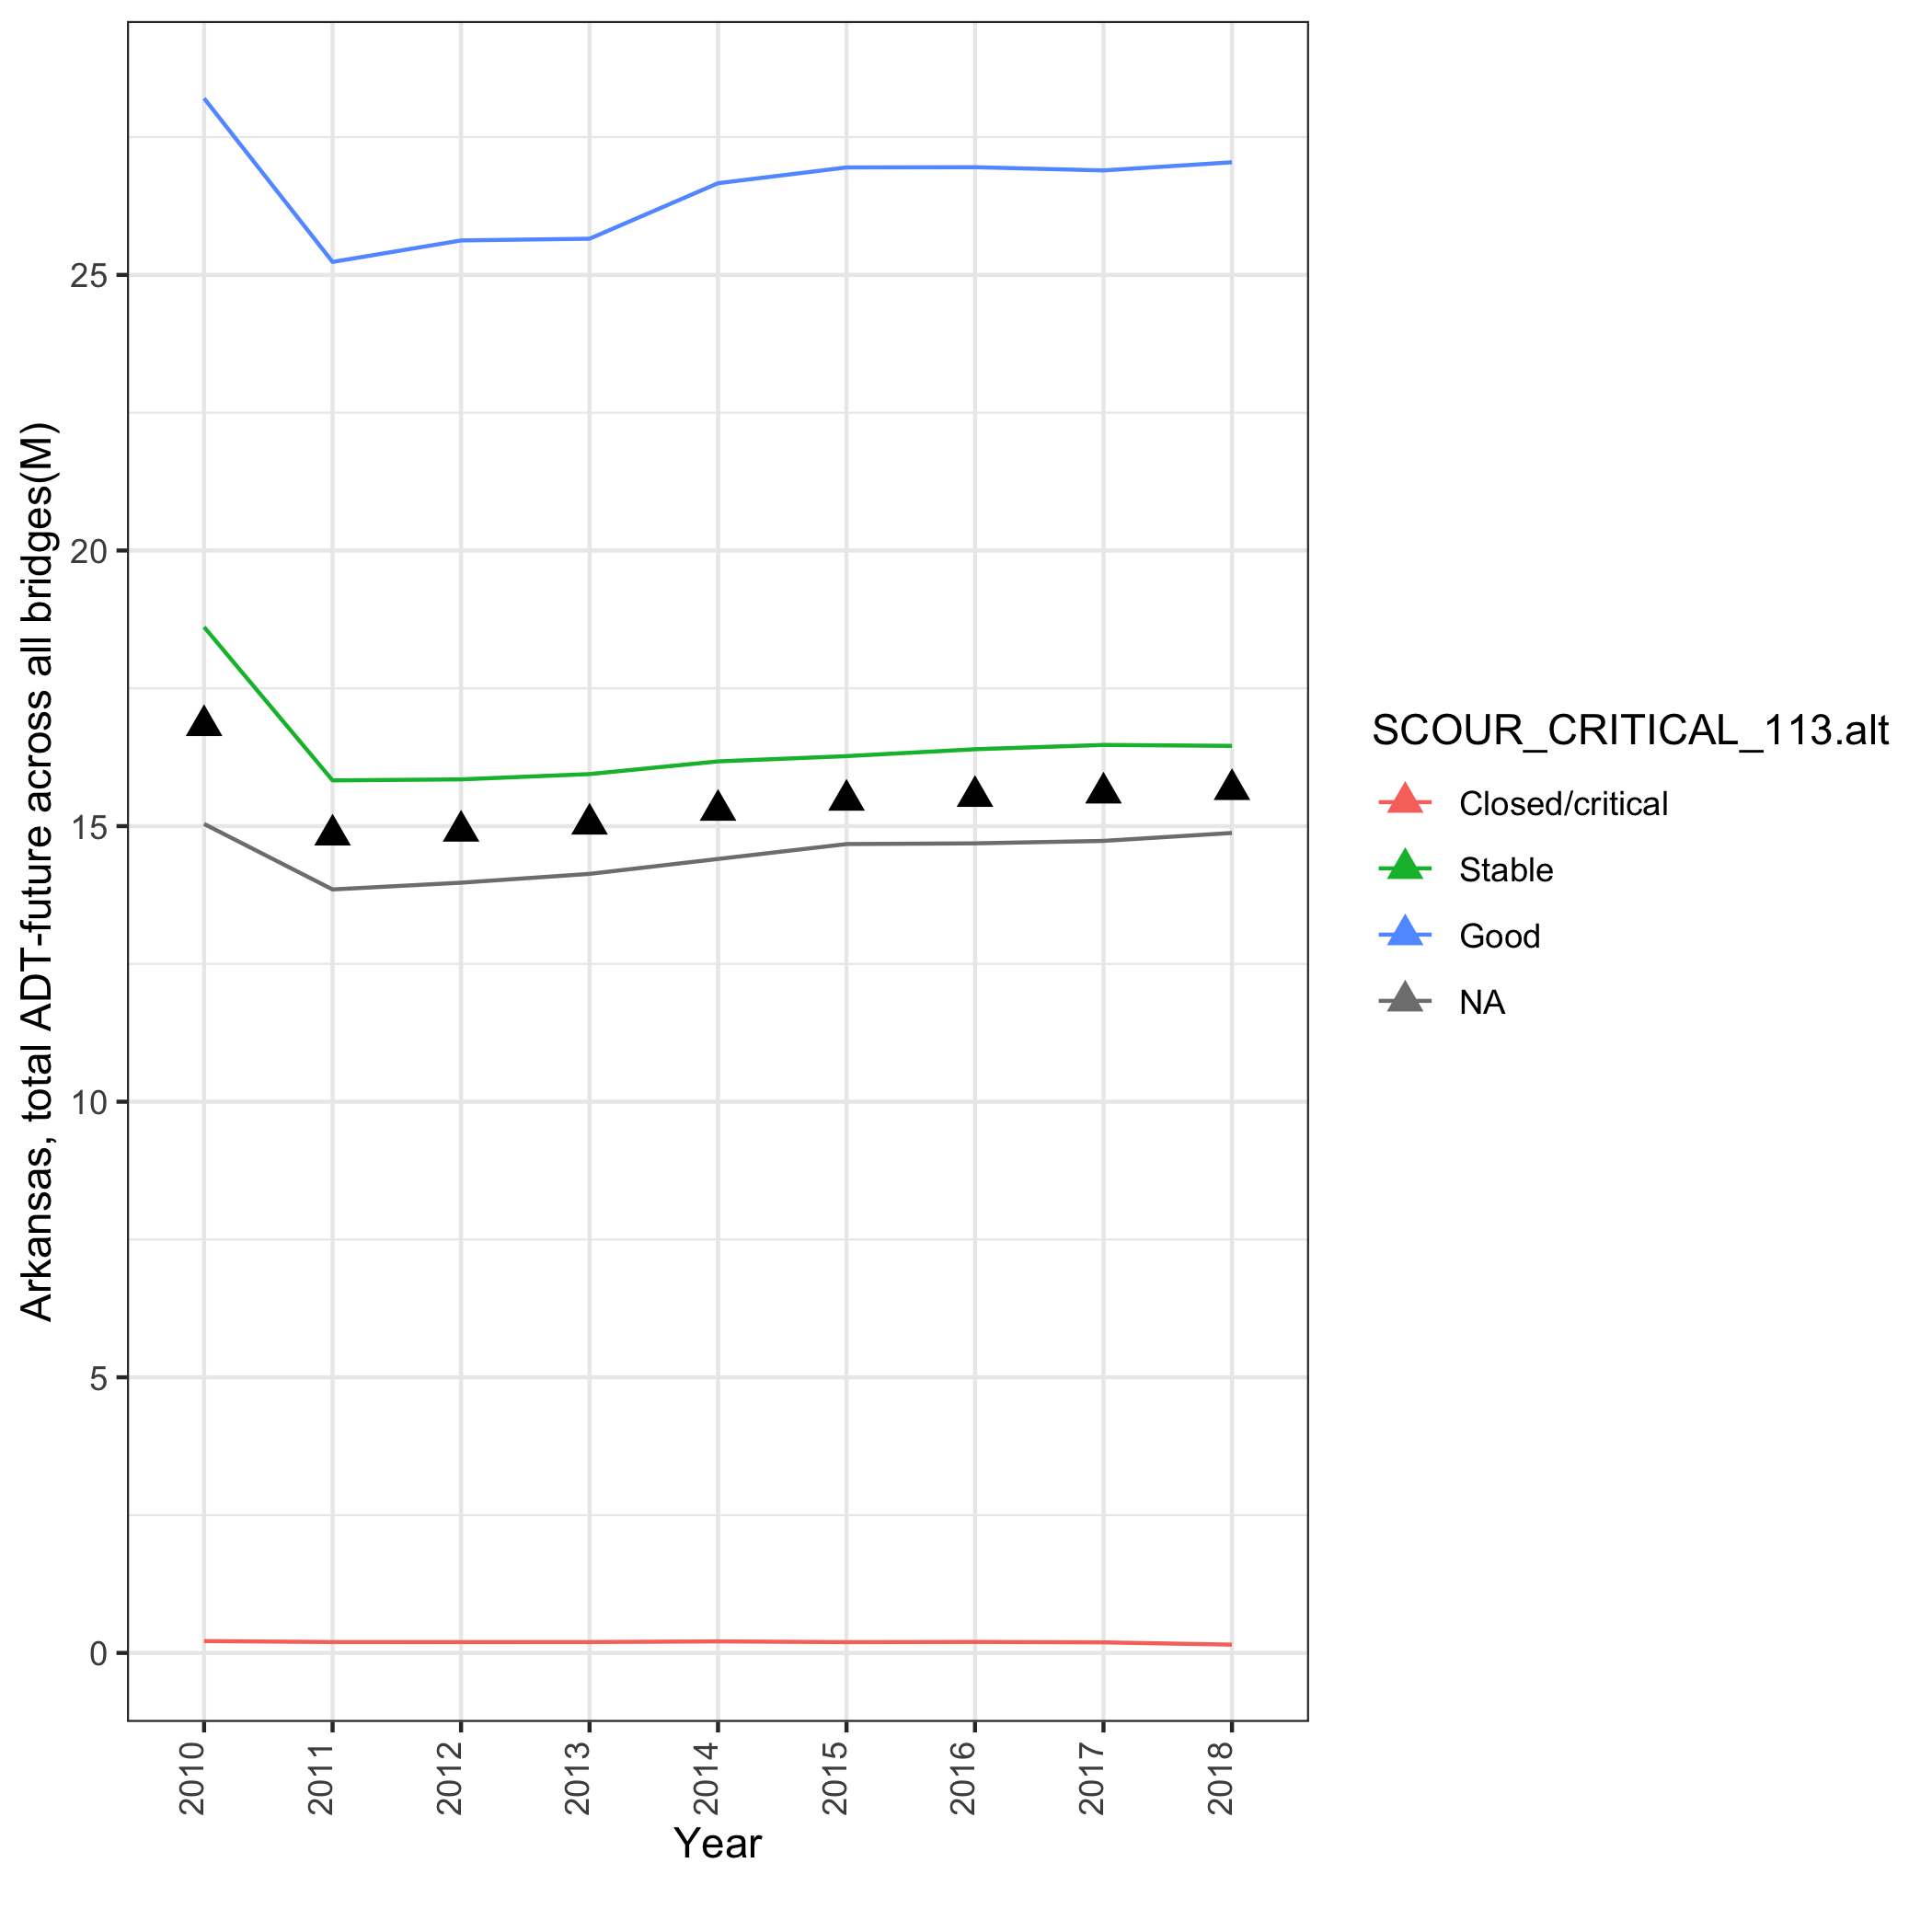 Arkansas, total ADT-future across all bridges(M)
25
20
15
10
5
0
2010
2011
2012
2013
2014
2015
2016
2017
2018
Year
SCOUR_CRITICAL_113.alt
Closed/critical
Stable
Good
NA